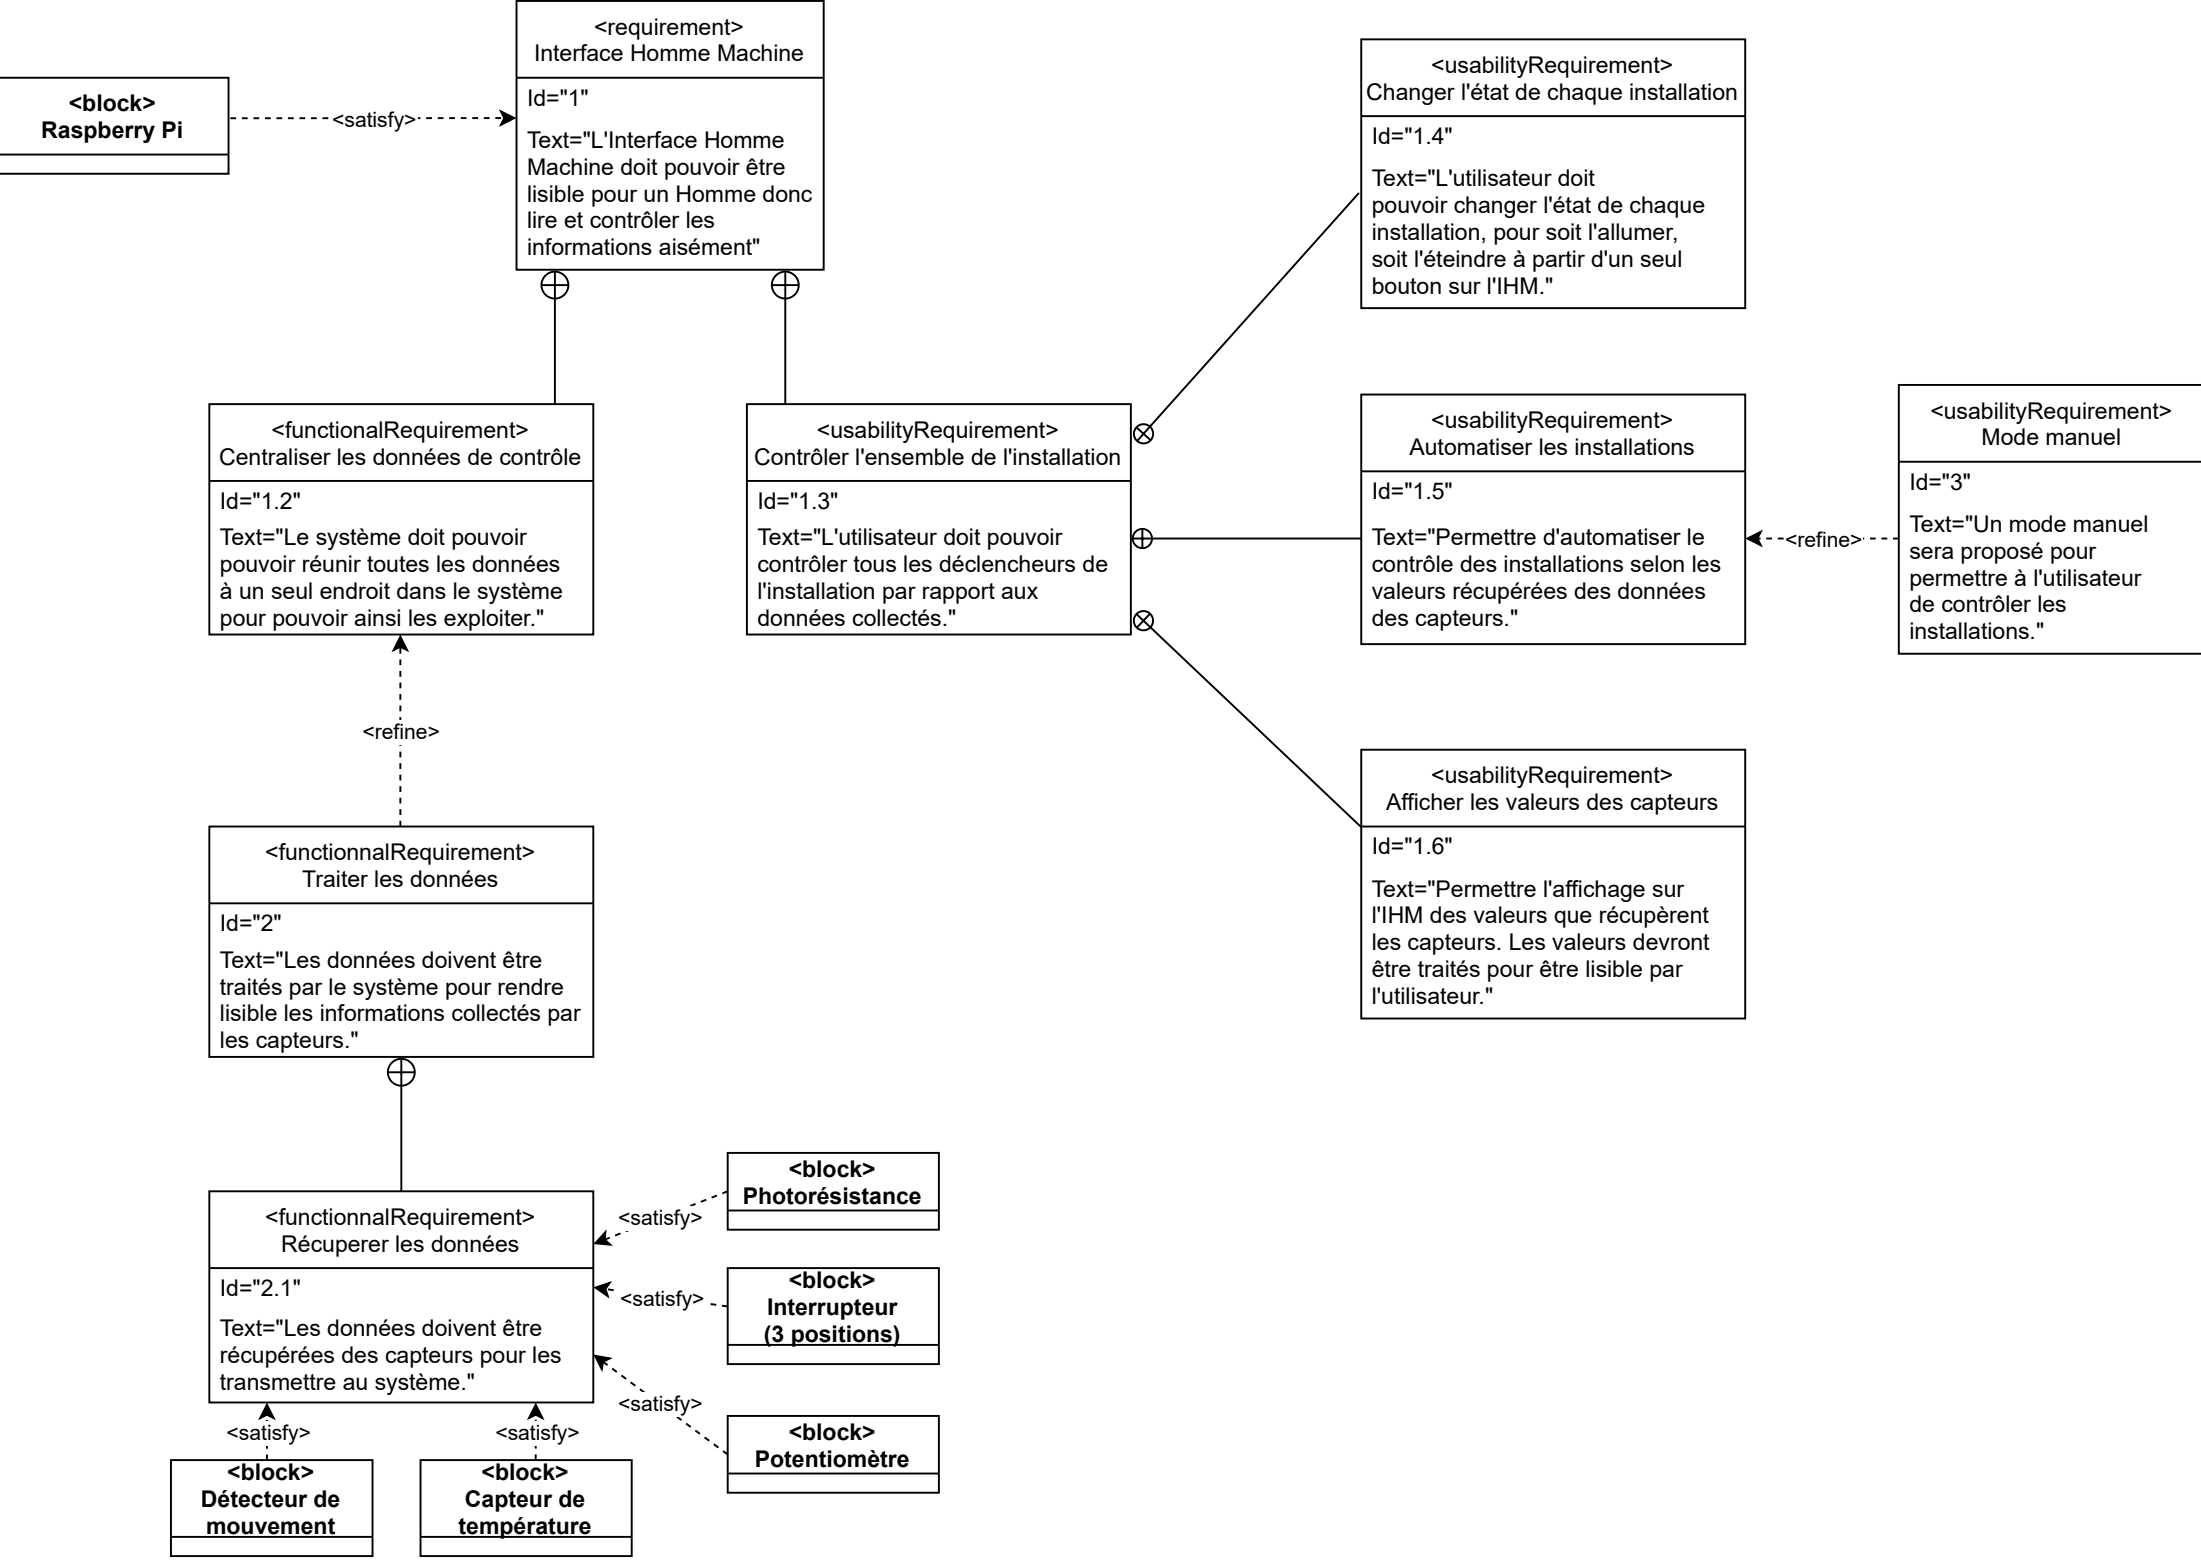 <requirement>
Interface Homme Machine
Id="1"
Text="L'Interface Homme
Machine doit pouvoir être
lisible pour un Homme donc
lire et contrôler les
informations aisément"
<block>
Raspberry Pi
<satisfy>
<usabilityRequirement>
Changer l'état de chaque installation
Id="1.4"
Text="L'utilisateur doit
pouvoir changer l'état de chaque
installation, pour soit l'allumer,
soit l'éteindre à partir d'un seul
bouton sur l'IHM."
<functionalRequirement>
Centraliser les données de contrôle
Id="1.2"
Text="Le système doit pouvoir
pouvoir réunir toutes les données
à un seul endroit dans le système
pour pouvoir ainsi les exploiter."
<usabilityRequirement>
Contrôler l'ensemble de l'installation
Id="1.3"
Text="L'utilisateur doit pouvoir
contrôler tous les déclencheurs de
l'installation par rapport aux
données collectés."
<usabilityRequirement>
Automatiser les installations
Id="1.5"
Text="Permettre d'automatiser le
contrôle des installations selon les
valeurs récupérées des données
des capteurs."
<refine>
<usabilityRequirement>
Mode manuel
Id="3"
Text="Un mode manuel
sera proposé pour
permettre à l'utilisateur
de contrôler les
installations."
<refine>
<usabilityRequirement>
Afficher les valeurs des capteurs
Id="1.6"
Text="Permettre l'affichage sur
l'IHM des valeurs que récupèrent
les capteurs. Les valeurs devront
être traités pour être lisible par
l'utilisateur."
<functionnalRequirement>
Traiter les données
Id="2"
Text="Les données doivent être
traités par le système pour rendre
lisible les informations collectés par
les capteurs."
<functionnalRequirement>
Récuperer les données
Id="2.1"
Text="Les données doivent être
récupérées des capteurs pour les
transmettre au système."
<satisfy>
<block>
Photorésistance
<satisfy>
<block>
Interrupteur
(3 positions)
<satisfy>
<block>
Potentiomètre
<satisfy>
<block>
Détecteur de
mouvement
<satisfy>
<block>
Capteur de
température